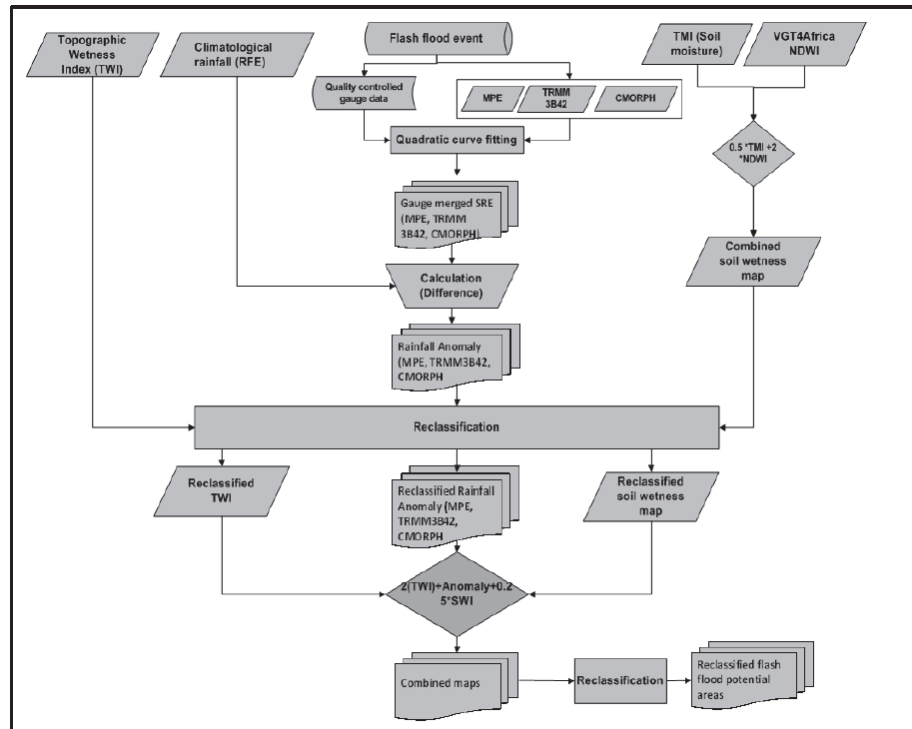 Topographic
Wetness
Index (TWI)
Climatological
rainfall (RFE)
Flash flood event
TMI (Soil
moisture)
VGT4Africa
NDWI
Quality controlled
gauge data
MPE
TRMM
3B42
CMORPH
Quadratic curve fitting
0.5 *TMI +2
*NDWI
Gauge merged SRE
(MPE, TRMM
3B42, CMORPH)
Combined
soil wetness
map
Calculation
(Difference)
Rainfall Anomaly
(MPE, TRMM3B42,
CMORPH
Reclassification
Reclassified
TWI
Reclassified Rainfall
Anomaly (MPE,
TRMM3B42,
CMORPH
Reclassified
soil wetness
map
2(TWI)+Anomaly+0.2
5*SWI
Combined maps
Reclassification
Reclassified flash
flood potential
areas